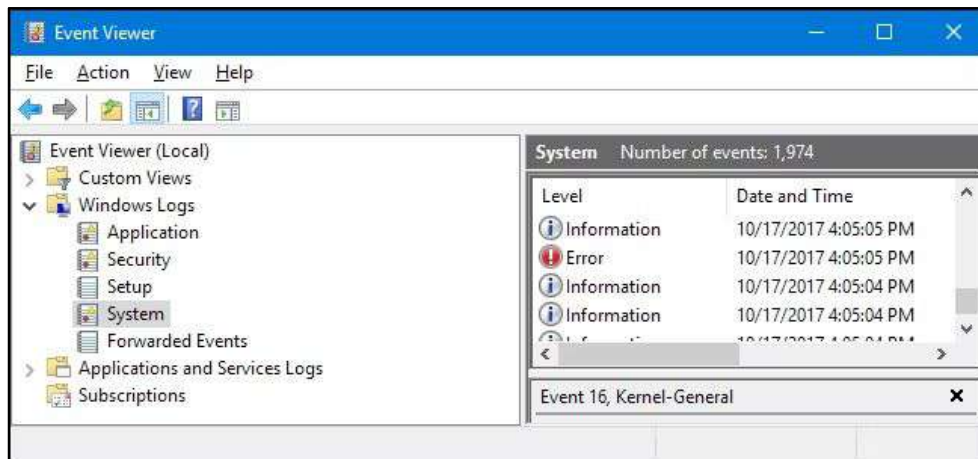 Event Viewer
File Action View Help
Event Viewer (Local)
Custom Views
Windows Logs
Application
Security
Setup
System
Forwarded Events
Applications and Services Logs
Subscriptions
System Number of events: 1,974
Level Date and Time
Information 10/17/2017 4:05:05 PM
Error 10/17/2017 4:05:05 PM
Information 10/17/2017 4:05:04 PM
Information 10/17/2017 4:05:04 PM
Event 16, Kernel-General